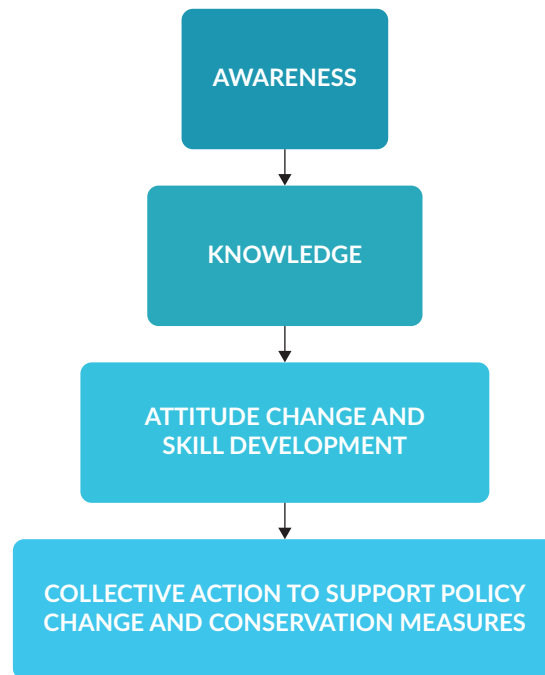 AWARENESS
KNOWLEDGE
ATTITUDE CHANGE AND
SKILL DEVELOPMENT
COLLECTIVE ACTION TO SUPPORT POLICY
CHANGE AND CONSERVATION MEASURES